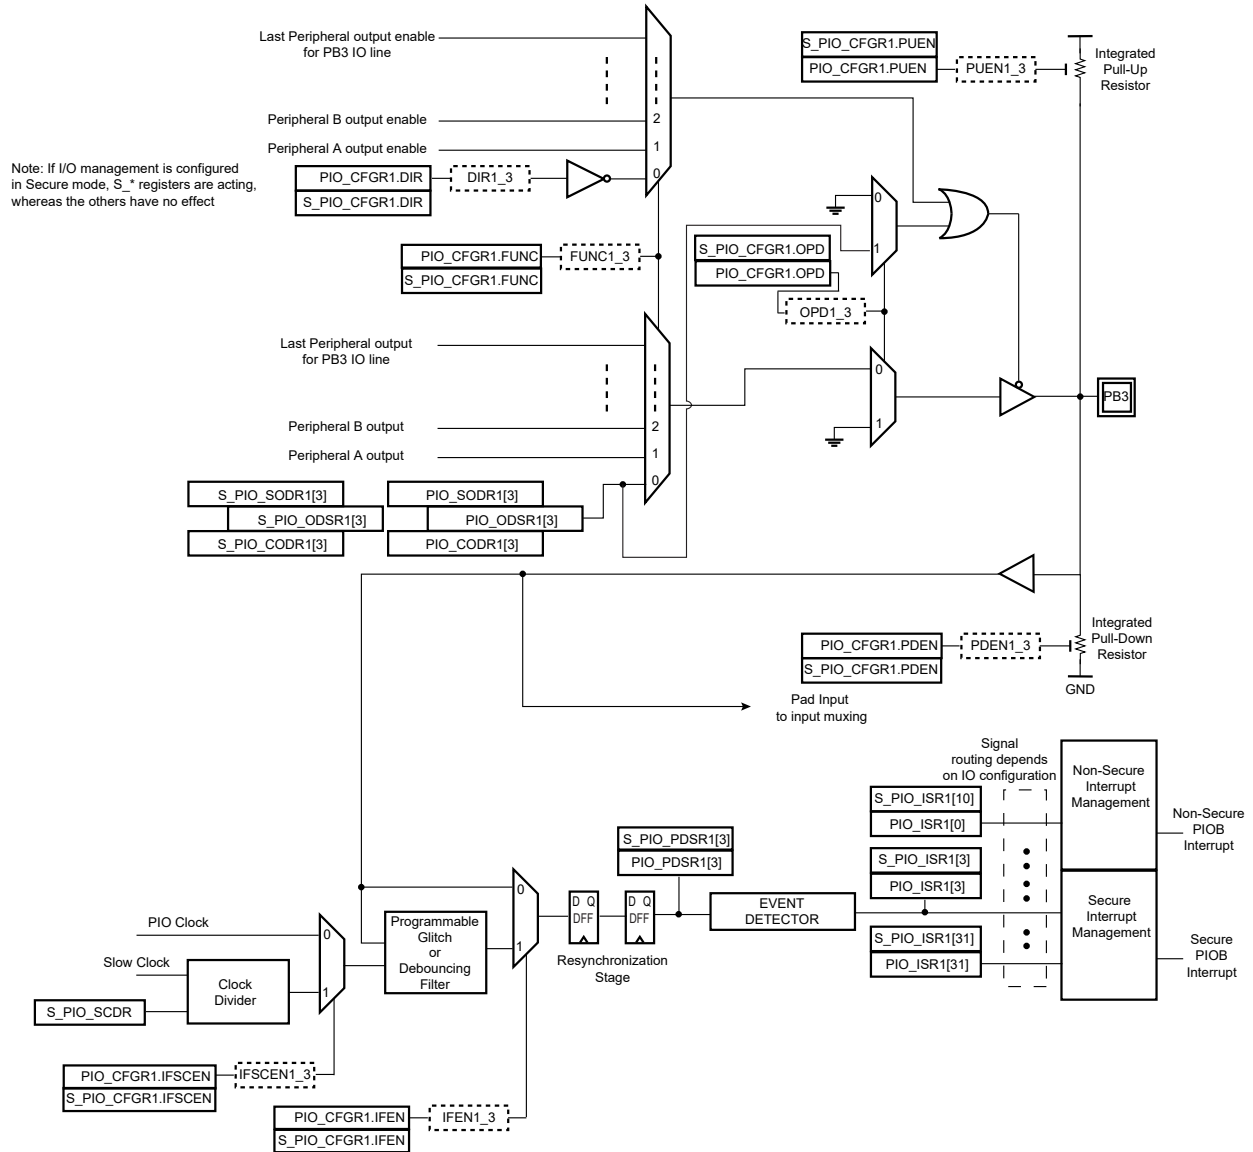 Last Peripheral output enable
for PB3 IO line
Peripheral B output enable
Peripheral A output enable
2
1
0
Note: If I/O management is configured
in Secure mode, S_* registers are acting,
whereas the others have no effect
PIO_CFGR1.DIR
S_PIO_CFGR1.DIR
DIR1_3
PIO_CFGR1.FUNC
S_PIO_CFGR1.FUNC
FUNC1_3
S_PIO_CFGR1.PUEN
PIO_CFGR1.PUEN
PUEN1_3
Integrated
Pull-Up
Resistor
0
1
S_PIO_CFGR1.OPD
PIO_CFGR1.OPD
OPD1_3
Last Peripheral output
for PB3 IO line
Peripheral B output
Peripheral A output
2
1
0
0
1
PB3
S_PIO_SODR1[3]
S_PIO_ODSR1[3]
S_PIO_CODR1[3]
PIO_SODR1[3]
PIO_ODSR1[3]
PIO_CODR1[3]
PIO_CFGR1.PDEN
S_PIO_CFGR1.PDEN
PDEN1_3
Integrated
Pull-Down
Resistor
GND
Pad Input
to input muxing
Signal
routing depends
on IO configuration
S_PIO_ISR1[10]
PIO_ISR1[0]
S_PIO_ISR1[3]
PIO_ISR1[3]
S_PIO_ISR1[31]
PIO_ISR1[31]
Non-Secure
Interrupt
Management
Secure
Interrupt
Management
Non-Secure
PIOB
Interrupt
Secure
PIOB
Interrupt
S_PIO_PDSR1[3]
PIO_PDSR1[3]
EVENT
DETECTOR
D Q
DFF
D Q
DFF
Resynchronization
Stage
0
1
Programmable
Glitch
or
Debouncing
Filter
PIO Clock
Slow Clock
0
1
Clock
Divider
S_PIO_SCDR
PIO_CFGR1.IFSCEN
S_PIO_CFGR1.IFSCEN
IFSCEN1_3
PIO_CFGR1.IFEN
S_PIO_CFGR1.IFEN
IFEN1_3